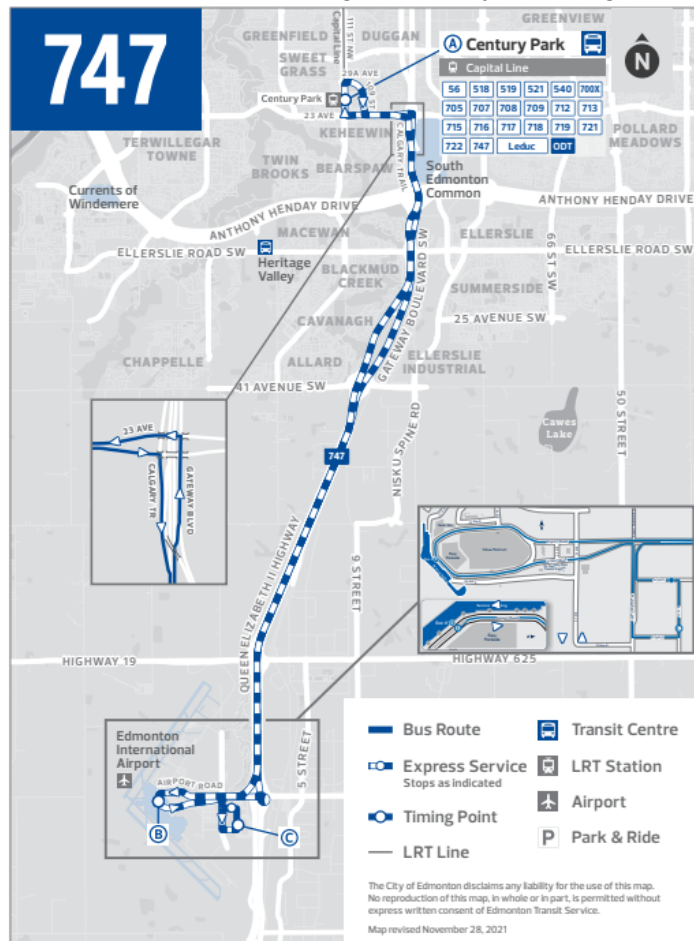 747
111 ST NW
Capital Line
GREENFIELD
DUGGAN
GREENVIEW
SWEET
GRASS
29A AVE
109 ST
Century Park
23 AVE
A Century Park
Capital Line
56 518 519 521 540 700X
705 707 708 709 712 713
715 716 717 718 719 721
722 747 Leduc ODT
N
KEHEEWIN
CALGARY TRAIL
POLLARD
MEADOWS
TERWILLEGAR
TOWNE
TWIN
BROOKS
BEARSPAW
South
Edmonton
Common
Currents of
Windemere
ANTHONY HENDAY DRIVE
ANTHONY HENDAY DRIVE
MACEWAN
ELLERSLIE
ELLERSLIE ROAD SW
ELLERSLIE ROAD SW
Heritage
Valley
66 ST SW
BLACKMUD
CREEK
SUMMERSIDE
GATEWAY BOULEVARD SW
CAVANAGH
25 AVENUE SW
CHAPPELLE
ALLARD
ELLERSLIE
INDUSTRIAL
41 AVENUE SW
50 STREET
Cawes
Lake
NISKU SPINE RD
23 AVE
CALGARY TR
GATEWAY BLVD
747
QUEEN ELIZABETH II HIGHWAY
9 STREET
HIGHWAY 19
HIGHWAY 625
Edmonton
International
Airport
AIRPORT ROAD
5 STREET
B
C
Bus Route
Express Service
Stops as indicated
Timing Point
LRT Line
Transit Centre
LRT Station
Airport
P Park & Ride
The City of Edmonton disclaims any liability for the use of this map.
No reproduction of this map, in whole or in part, is permitted without
express written consent of Edmonton Transit Service.
Map revised November 28, 2021